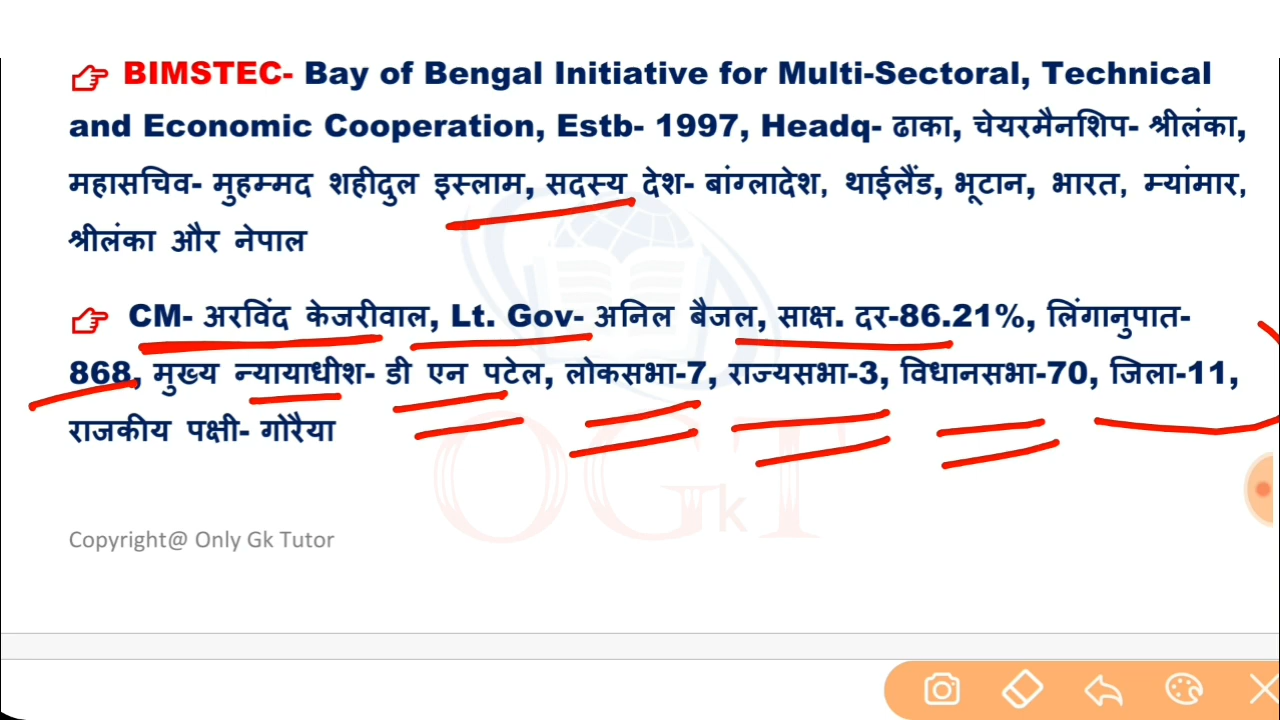 BIMSTEC- Bay of Bengal Initiative for Multi-Sectoral, Technical
and Economic Cooperation, Estb- 1997, Headq- ढाका, चेयरमैनशिप- श्रीलंका,
महासचिव- मुहम्मद शहीदुल इस्लाम, सदस्य देश- बांग्लादेश, थाईलैंड, भूटान, भारत, म्यांमार,
श्रीलंका और नेपाल
CM- अरविंद केजरीवाल, Lt. Gov- अनिल बैजल, साक्ष. दर-86.21%, लिंगानुपात-
868, मुख्य न्यायाधीश- डी एन पटेल, लोकसभा-7, राज्यसभा-3, विधानसभा-70, जिला-11,
राजकीय पक्षी- गोरैया
OGkT
Copyright@ Only Gk Tutor